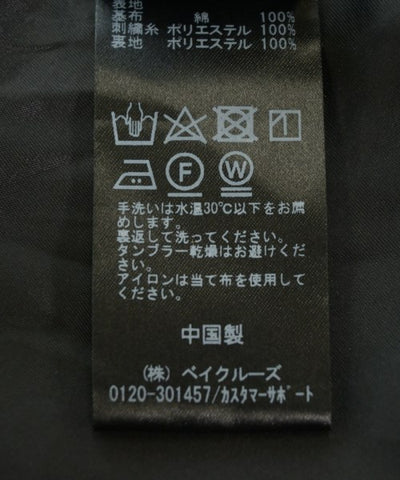 表地
基布 綿 100%
刺繍糸 ポリエステル 100%
裏地 ポリエステル 100%
F W
手洗いは水温30℃以下をお薦
めします。
裏返して洗ってください。
タンブラー乾燥はお避けくだ
さい。
アイロンは当て布を使用して
ください。
中国製
(株) ベイクルーズ
0120-301457/カスタマーサポート